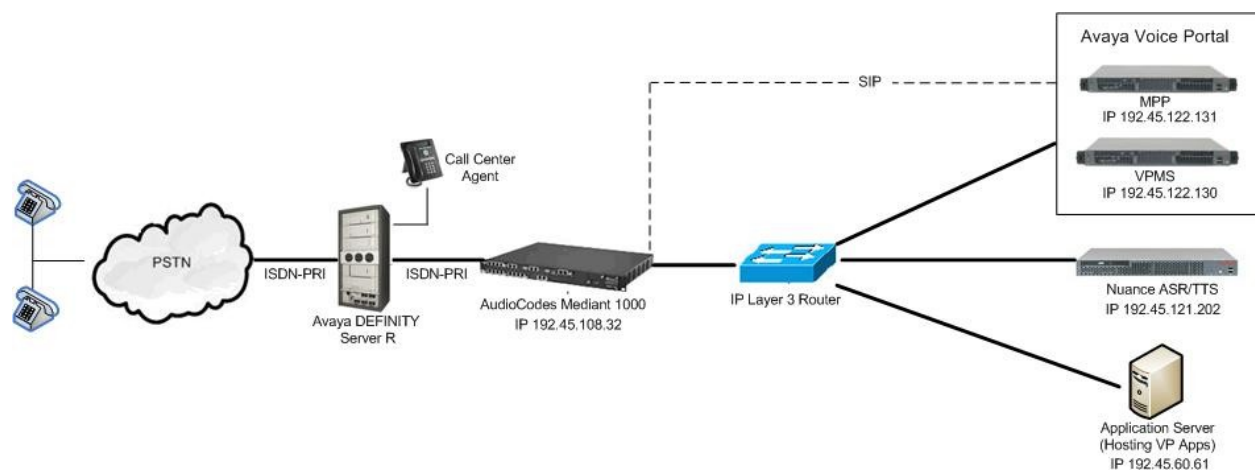 Avaya Voice Portal
SIP
MPP
IP 192.45.122.131
Call Center
Agent
VPMS
IP 192.45.122.130
PSTN
ISDN-PRI
ISDN-PRI
Avaya DEFINITY
Server R
AudioCodes Mediant 1000
IP 192.45.108.32
IP Layer 3 Router
Nuance ASR/TTS
IP 192.45.121.202
Application Server
(Hosting VP Apps)
IP 192.45.60.61